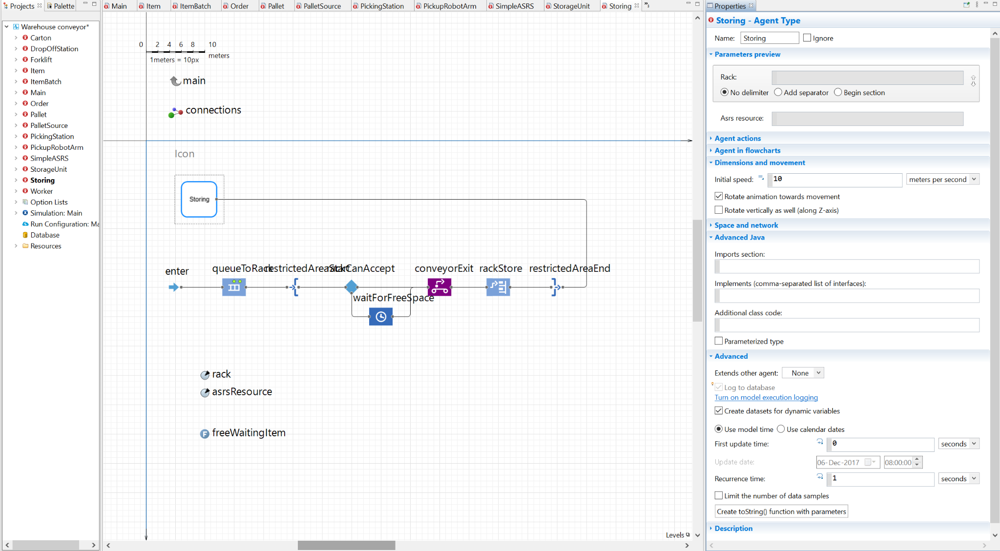 Projects
Palette
Main
Item
ItemBatch
Order
Pallet
PalletSource
PickingStation
PickupRobotArm
SimpleASRS
StorageUnit
Storing
»3
Properties
Warehouse conveyor*
Carton
DropOffStation
Forklift
Item
ItemBatch
Main
Order
Pallet
PalletSource
PickingStation
PickupRobotArm
SimpleASRS
StorageUnit
Storing
Worker
Option Lists
Simulation: Main
Run Configuration: Ma
Database
Resources
0 2 4 6 8 10
meters
1meters = 10px
main
connections
Icon
Storing
enter
queueToRack
restrictedAreaStart
rackCanAccept
conveyorExit
rackStore
restrictedAreaEnd
waitForFreeSpace
rack
asrsResource
F freeWaitingItem
Levels
Storing - Agent Type
Name: Storing Ignore
Parameters preview
Rack:
No delimiter Add separator Begin section
Asrs resource:
Agent actions
Agent in flowcharts
Dimensions and movement
Initial speed: 10 meters per second
Rotate animation towards movement
Rotate vertically as well (along Z-axis)
Space and network
Advanced Java
Imports section:
Implements (comma-separated list of interfaces):
Additional class code:
Parameterized type
Advanced
Extends other agent: None
Log to database
Turn on model execution logging
Create datasets for dynamic variables
Use model time Use calendar dates
First update time: 0 seconds
Update date: 06-Dec-2017 08:00:00
Recurrence time: 1 seconds
Limit the number of data samples
Create toString() function with parameters
Description